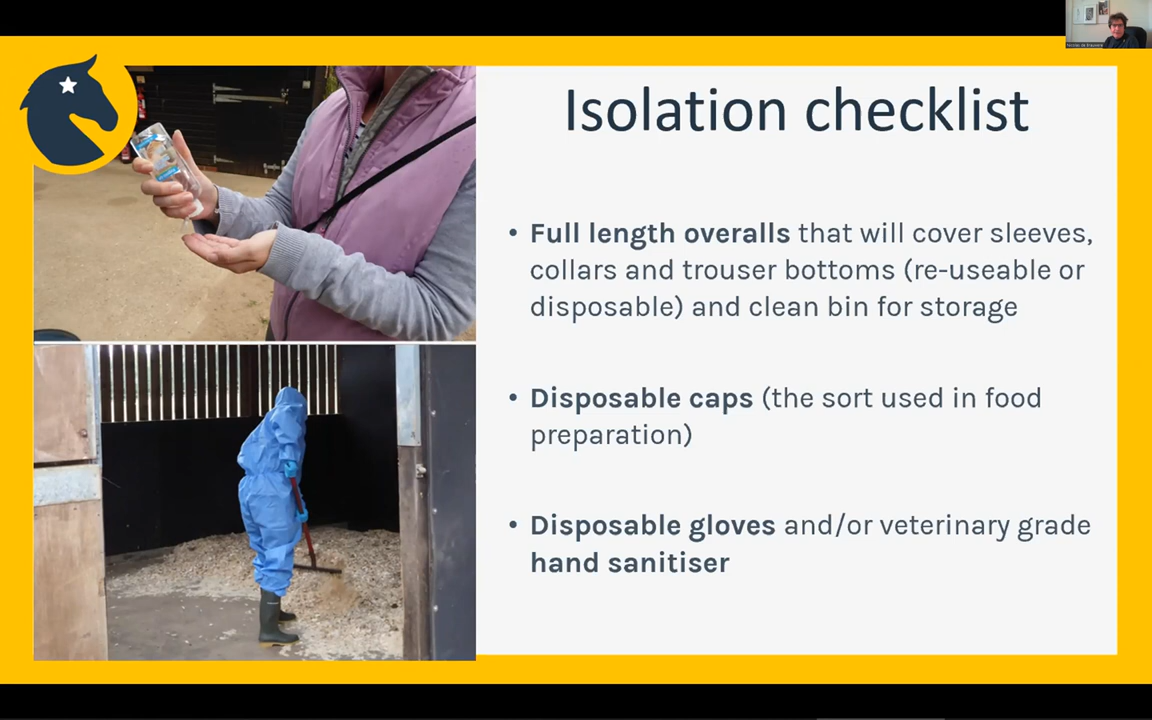 Isolation checklist
• Full length overalls that will cover sleeves,
collars and trouser bottoms (re-useable or
disposable) and clean bin for storage
• Disposable caps (the sort used in food
preparation)
• Disposable gloves and/or veterinary grade
hand sanitiser